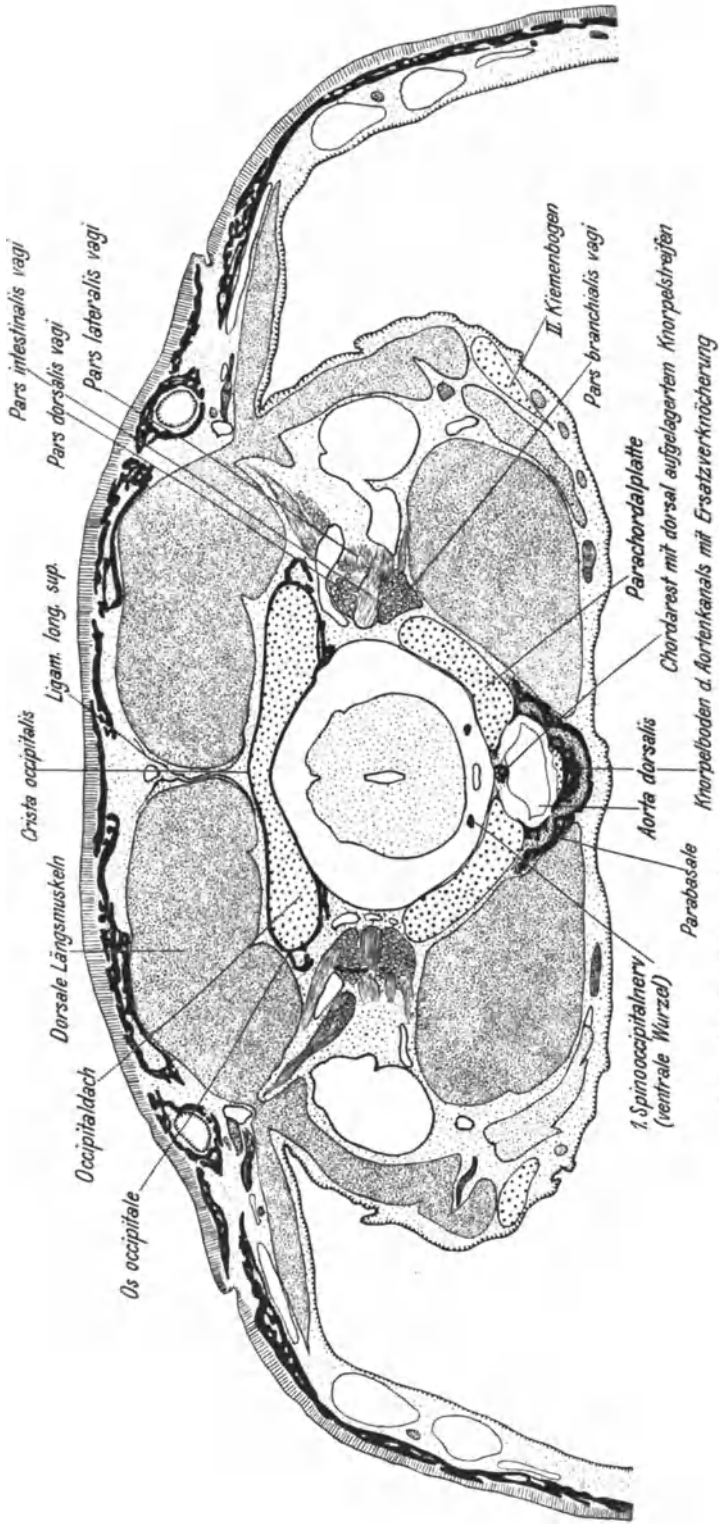 Os occipitale
Occipitaldach
Dorsale Längsmuskeln
Crista occipitalis
Ligam. long. sup.
Pars intestinalis vagi
Pars dorsalis vagi
Pars lateralis vagi
II Kiemenbogen
Pars branchialis vagi
Parachordalplatte
Chordarest mit dorsal aufgelagertem Knorpelstreifen
Knorpelboden d. Aortenkanals mit Ersatzverknöcherung
Aorta dorsalis
Parabasale
1. Spinooccipitalnerv
(ventrale Wurzel)